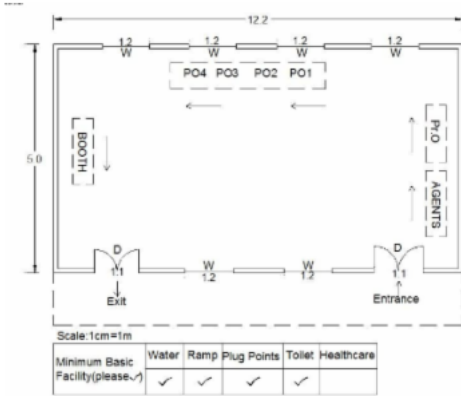 12.2
1.2 1.2 1.2 1.2
W W W W
PO4 PO3 PO2 PO1
5.0
BOOTH
Pr.O
AGENTS
D W W D
1.1 1.2 1.2 1.1
Exit Entrance
Scale:1cm=1m
Minimum Basic Facility(please✓) Water Ramp Plug Points Toilet Healthcare
✓ ✓ ✓ ✓